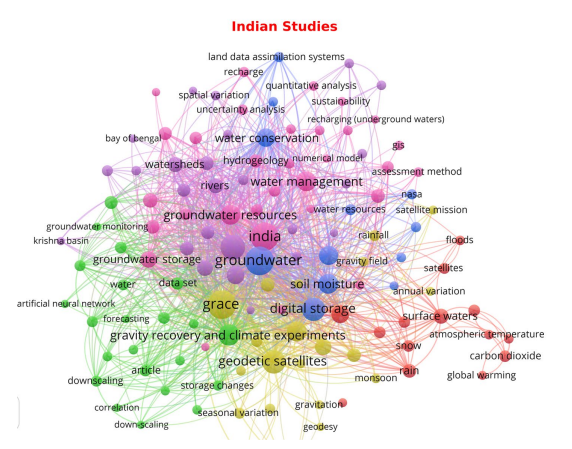 Indian Studies
land data assimilation systems
recharge
quantitative analysis
spatial variation
sustainability
uncertainty analysis
recharging (underground waters)
bay of bengal
water conservation
gis
watersheds
hydrogeology
numerical model
assessment method
rivers
water management
nasa
groundwater resources
water resources
satellite mission
groundwater monitoring
krishna basin
india
rainfall
floods
groundwater storage
groundwater
gravity field
satellites
water
data set
soil moisture
annual variation
artificial neural network
grace
digital storage
surface waters
forecasting
gravity recovery and climate experiments
atmospheric temperature
snow
carbon dioxide
article
geodetic satellites
rain
global warming
downscaling
storage changes
monsoon
correlation
seasonal variation
gravitation
down-scaling
geodesy